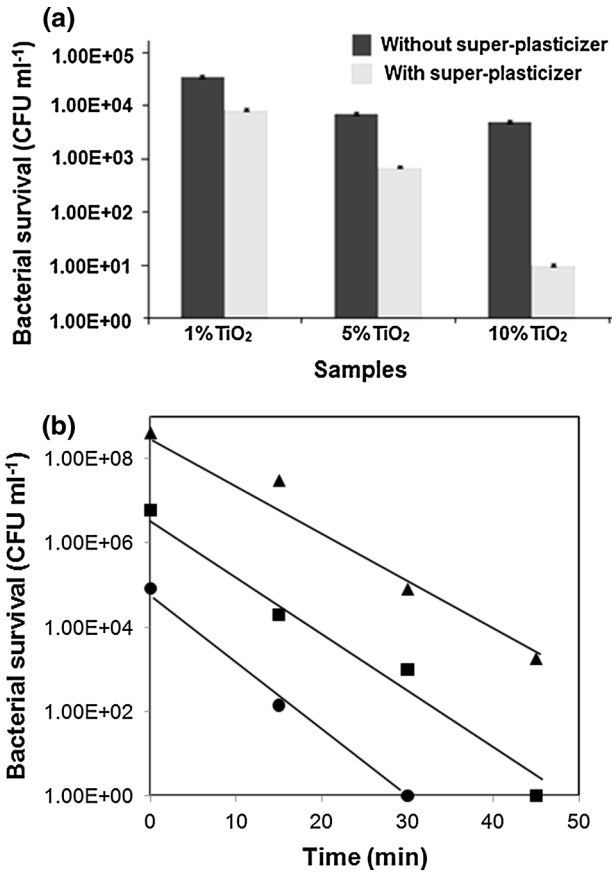 (a)
Bacterial survival (CFU ml-1)
1.00E+05
1.00E+04
1.00E+03
1.00E+02
1.00E+01
1.00E+00
Without super-plasticizer
With super-plasticizer
1%TiO2
5%TiO2
10%TiO2
Samples
(b)
Bacterial survival (CFU ml-1)
1.00E+08
1.00E+06
1.00E+04
1.00E+02
1.00E+00
0
10
20
30
40
50
Time (min)